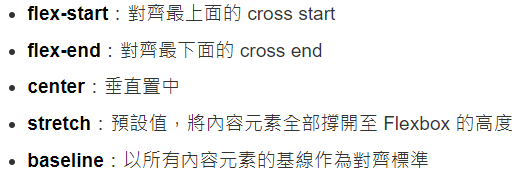 flex-start：對齊最上面的 cross start
flex-end：對齊最下面的 cross end
center：垂直置中
stretch：預設值，將內容元素全部撐開至 Flexbox 的高度
baseline：以所有內容元素的基線作為對齊標準